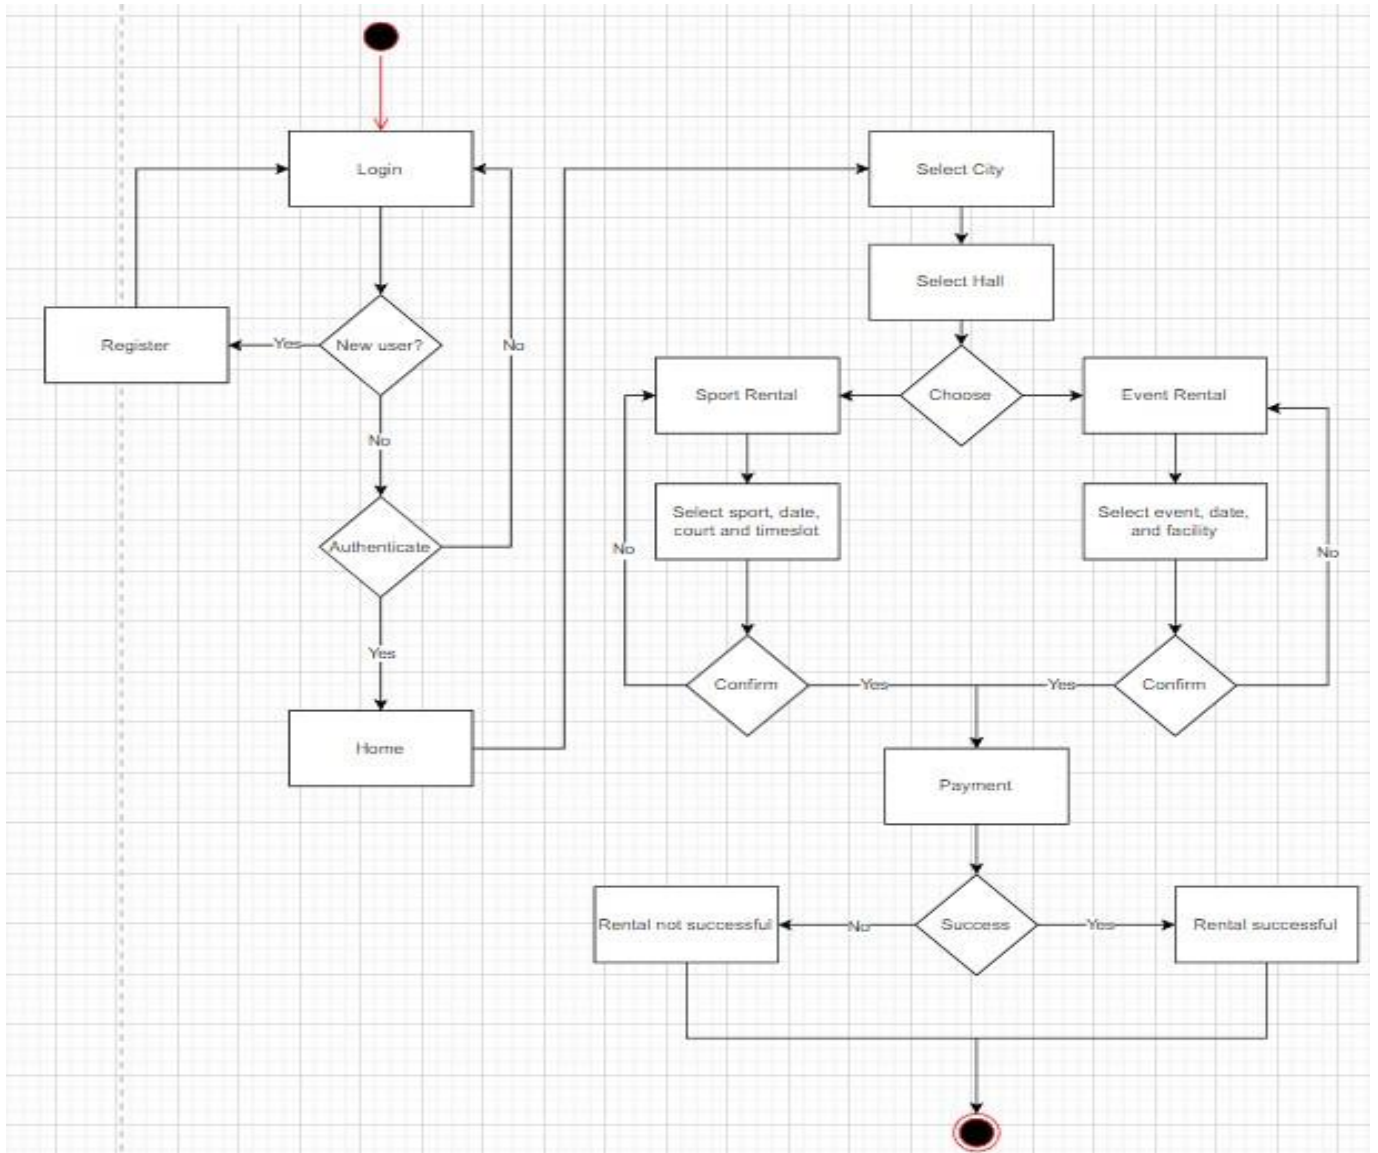 Login
Select City
Select Hall
Register
Yes
New user?
No
No
Sport Rental
Choose
Event Rental
Select sport, date,
court and timeslot
Select event, date,
and facility
No
No
Authenticate
Yes
Confirm
Yes
Yes
Confirm
Home
Payment
Rental not successful
No
Success
Yes
Rental successful